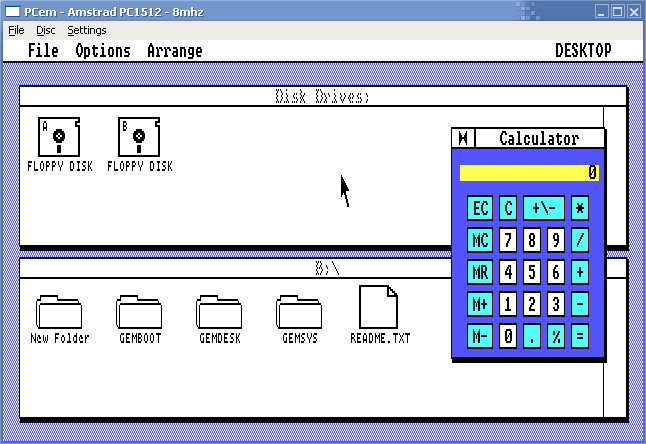 PCem - Amstrad PC1512 - 8mhz
File Disc Settings
File Options Arrange DESKTOP
Disk Drives:
A B
FLOPPY DISK FLOPPY DISK
Calculator
0
EC C +\- *
MC 7 8 9 /
MR 4 5 6 +
M+ 1 2 3 -
M- 0 . % =
B:\
New Folder GEMBOOT GEMDESK GEMSYS README.TXT